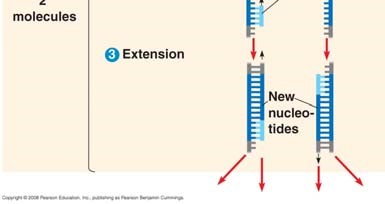 2
molecules
3 Extension
New
nucleo-
tides
Copyright © 2008 Pearson Education, Inc., publishing as Pearson Benjamin Cummings.